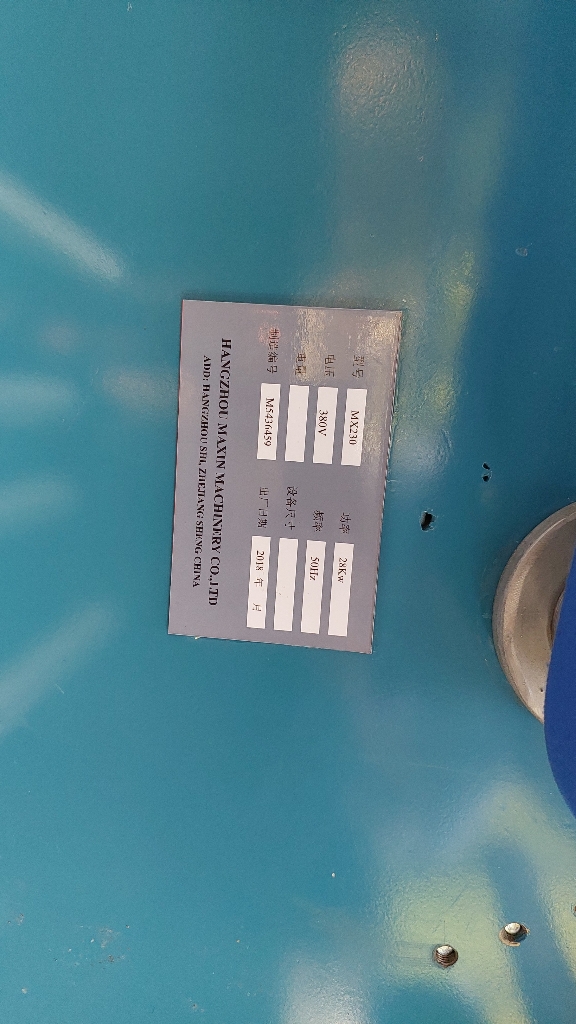 型号 MX230 功率 28Kw
电压 380V 频率 50Hz
电流 设备尺寸
制造编号 M5436459 出厂日期 2018 年 月
HANGZHOU MAXIN MACHINERY CO.,LTD
ADD: HANGZHOU SHI, ZHEJIANG SHENG CHINA